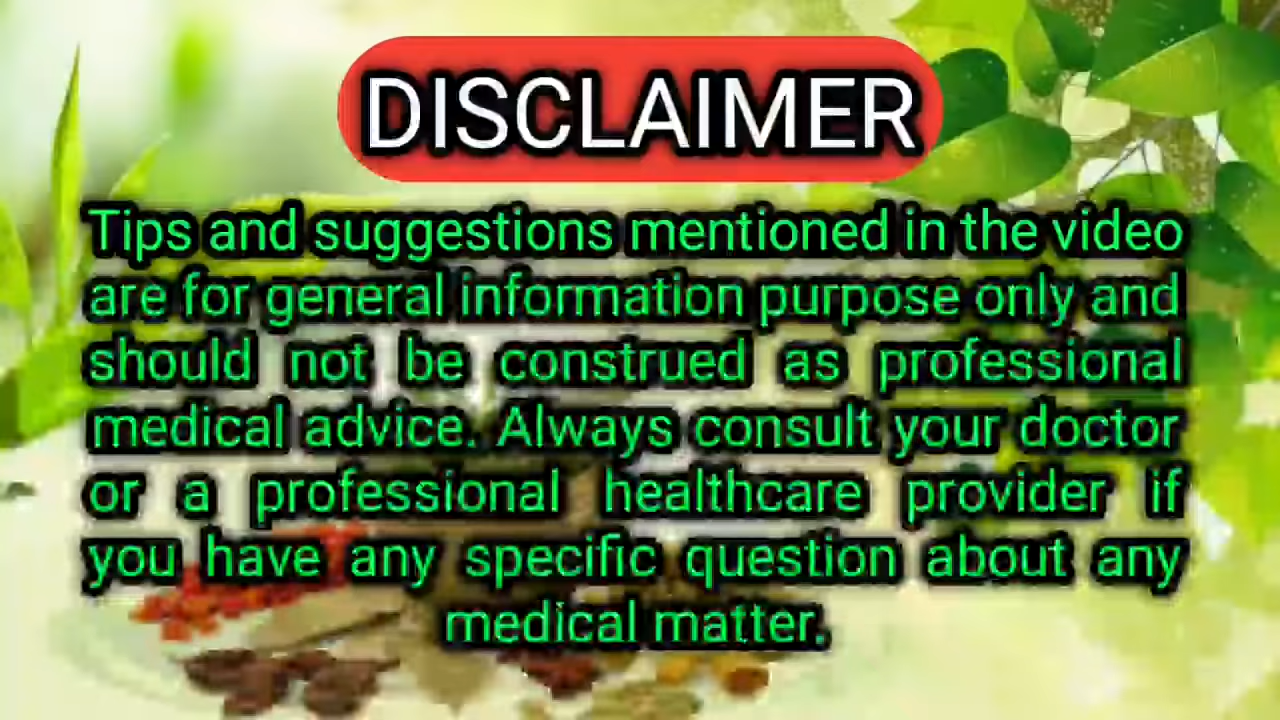 DISCLAIMER
Tips and suggestions mentioned in the video
are for general information purpose only and
should not be construed as professional
medical advice. Always consult your doctor
or a professional healthcare provider if
you have any specific question about any
medical matter.